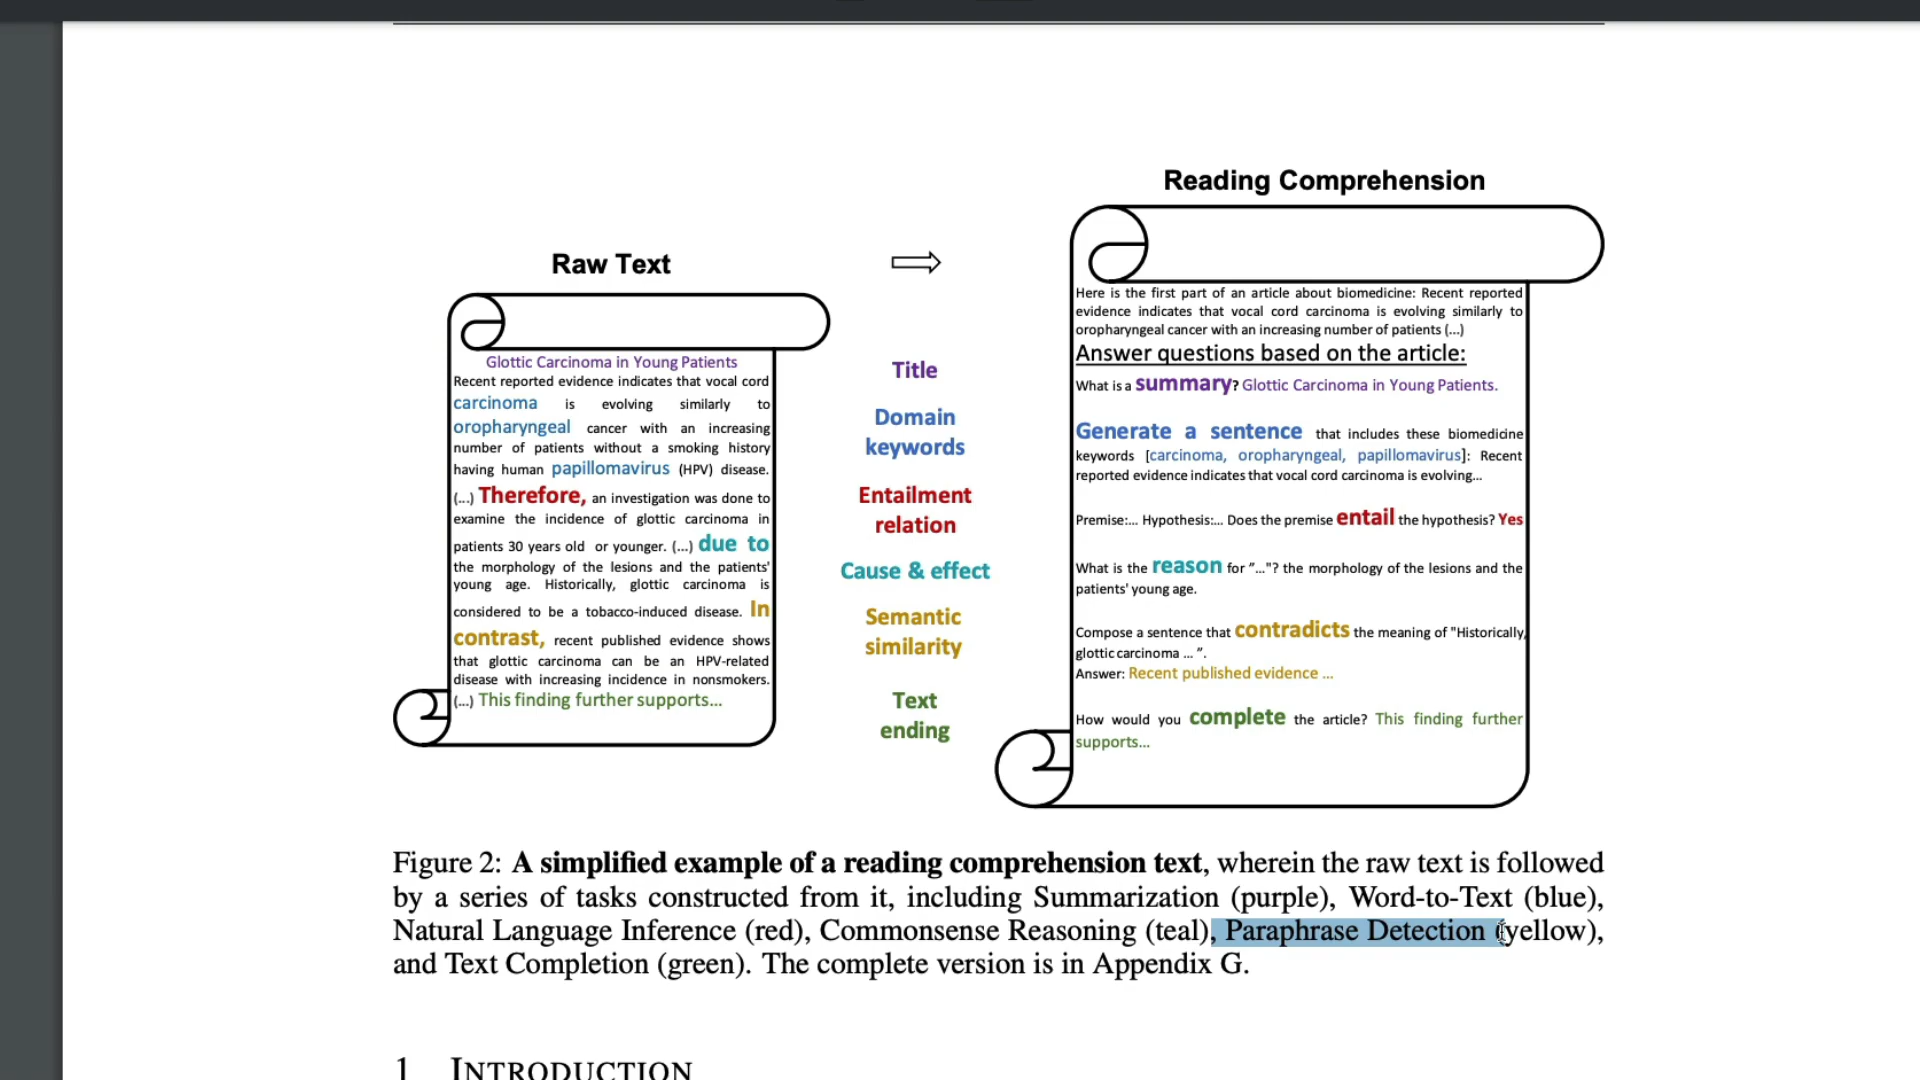 Reading Comprehension
Raw Text
Glottic Carcinoma in Young Patients
Recent reported evidence indicates that vocal cord
carcinoma is evolving similarly to
oropharyngeal cancer with an increasing
number of patients without a smoking history
having human papillomavirus (HPV) disease.
(...) Therefore, an investigation was done to
examine the incidence of glottic carcinoma in
patients 30 years old or younger. (...) due to
the morphology of the lesions and the patients'
young age. Historically, glottic carcinoma is
considered to be a tobacco-induced disease. In
contrast, recent published evidence shows
that glottic carcinoma can be an HPV-related
disease with increasing incidence in nonsmokers.
(...) This finding further supports...
Title
Domain
keywords
Entailment
relation
Cause & effect
Semantic
similarity
Text
ending
Here is the first part of an article about biomedicine: Recent reported
evidence indicates that vocal cord carcinoma is evolving similarly to
oropharyngeal cancer with an increasing number of patients (...)
Answer questions based on the article:
What is a summary? Glottic Carcinoma in Young Patients.
Generate a sentence that includes these biomedicine
keywords [carcinoma, oropharyngeal, papillomavirus]: Recent
reported evidence indicates that vocal cord carcinoma is evolving...
Premise:... Hypothesis:... Does the premise entail the hypothesis? Yes
What is the reason for "..."? the morphology of the lesions and the
patients' young age.
Compose a sentence that contradicts the meaning of "Historically,
glottic carcinoma ... ".
Answer: Recent published evidence ...
How would you complete the article? This finding further
supports...
Figure 2: A simplified example of a reading comprehension text, wherein the raw text is followed
by a series of tasks constructed from it, including Summarization (purple), Word-to-Text (blue),
Natural Language Inference (red), Commonsense Reasoning (teal), Paraphrase Detection (yellow),
and Text Completion (green). The complete version is in Appendix G.
1 INTRODUCTION